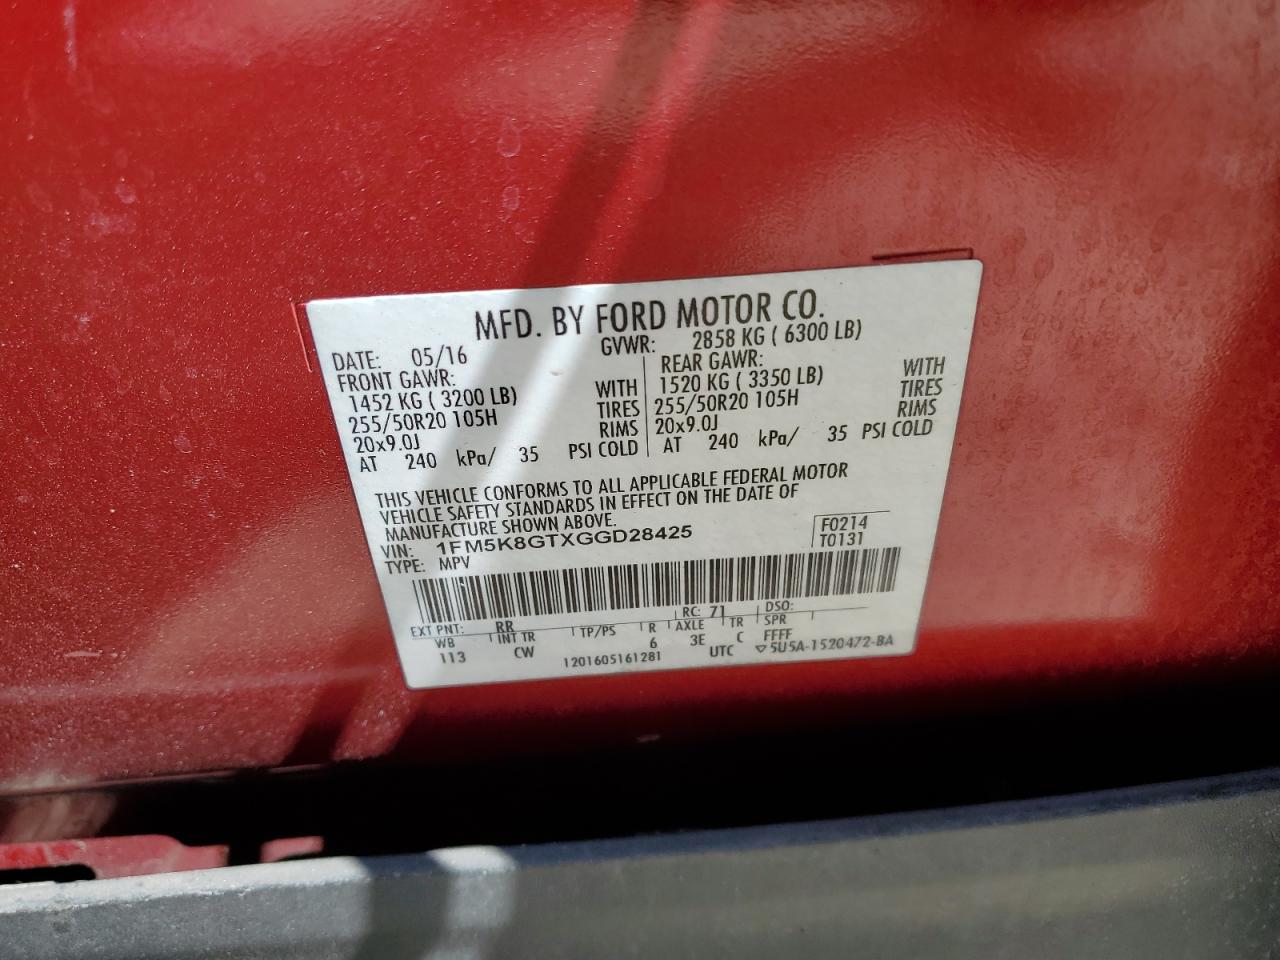 MFD. BY FORD MOTOR CO.
DATE: 05/16 GVWR: 2858 KG ( 6300 LB)
FRONT GAWR: REAR GAWR:
1452 KG ( 3200 LB) WITH 1520 KG ( 3350 LB) WITH
255/50R20 105H TIRES 255/50R20 105H TIRES
20x9.0J RIMS 20x9.0J RIMS
AT 240 kPa/ 35 PSI COLD AT 240 kPa/ 35 PSI COLD
THIS VEHICLE CONFORMS TO ALL APPLICABLE FEDERAL MOTOR
VEHICLE SAFETY STANDARDS IN EFFECT ON THE DATE OF
MANUFACTURE SHOWN ABOVE.
VIN: 1FM5K8GTXGGD28425 F0214
TYPE: MPV T0131
EXT PNT: RR RC: 71 DSO:
WB INT TR TP/PS R AXLE TR SPR
113 CW 6 3E C FFFF
1201605161281 UTC ▽5U5A-1520472-BA